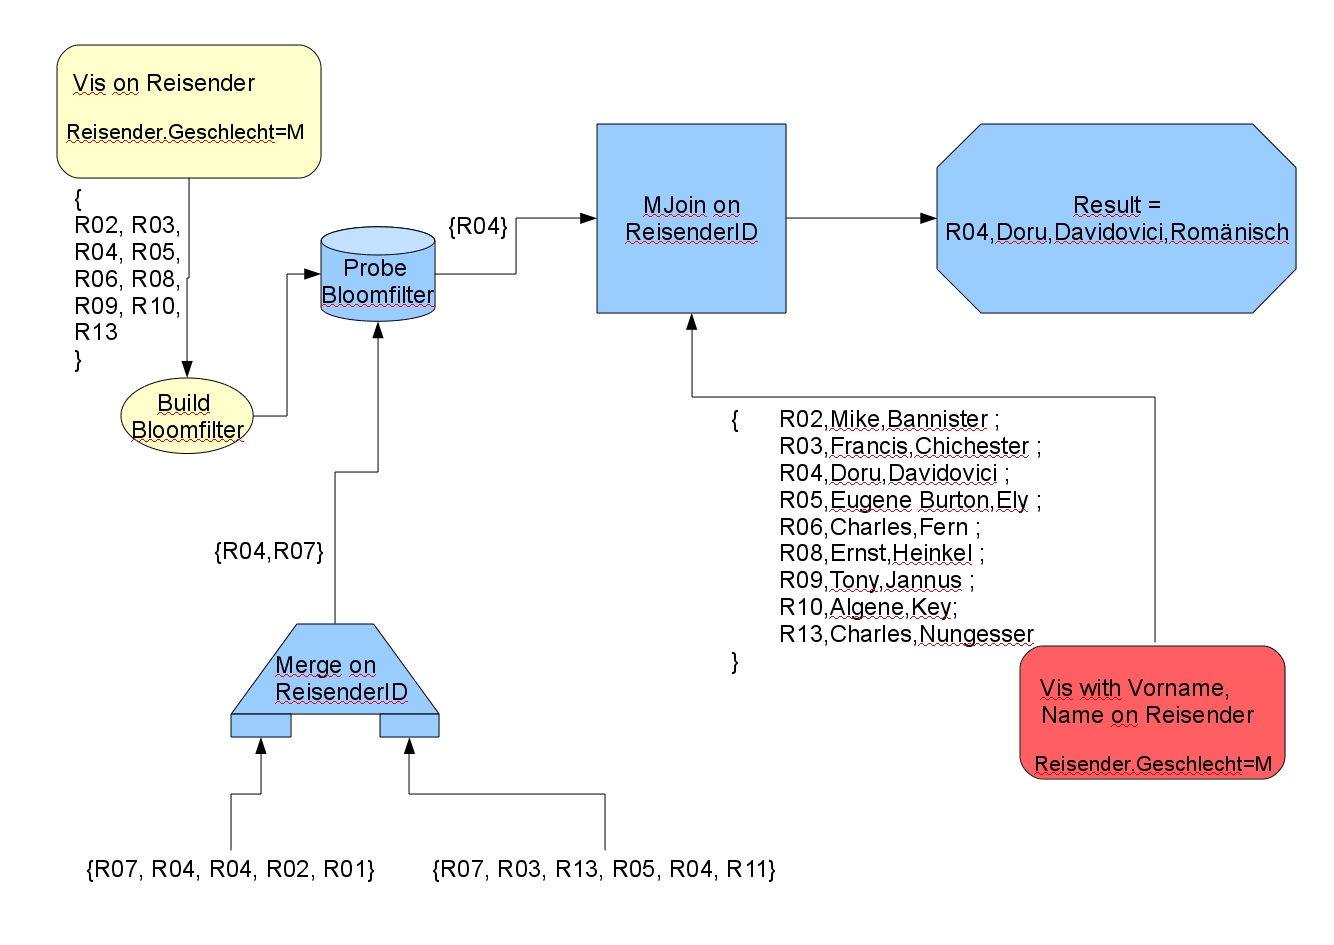 Vis on Reisender
Reisender.Geschlecht=M
{
R02, R03,
R04, R05,
R06, R08,
R09, R10,
R13
}
Build
Bloomfilter
Probe
Bloomfilter
{R04}
MJoin on
ReisenderID
Result =
R04,Doru,Davidovici,Romänisch
{ R02,Mike,Bannister ;
R03,Francis,Chichester ;
R04,Doru,Davidovici ;
R05,Eugene Burton,Ely ;
R06,Charles,Fern ;
R08,Ernst,Heinkel ;
R09,Tony,Jannus ;
R10,Algene,Key;
R13,Charles,Nungesser
}
Vis with Vorname,
Name on Reisender
Reisender.Geschlecht=M
{R04,R07}
Merge on
ReisenderID
{R07, R04, R04, R02, R01}
{R07, R03, R13, R05, R04, R11}